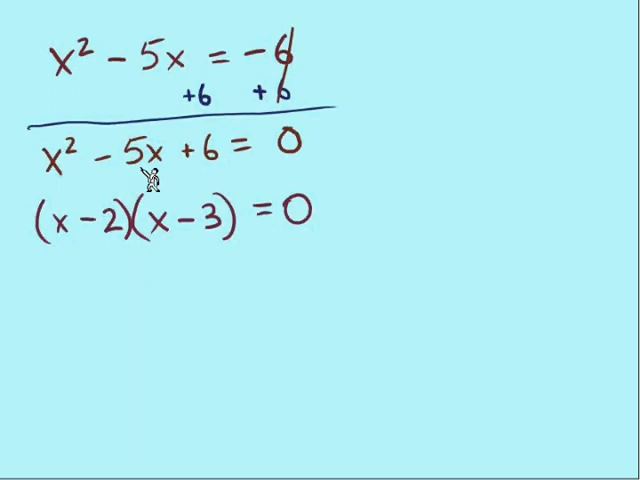 x² - 5x = -6
+6 +6
x² - 5x + 6 = 0
(x - 2)(x - 3) = 0